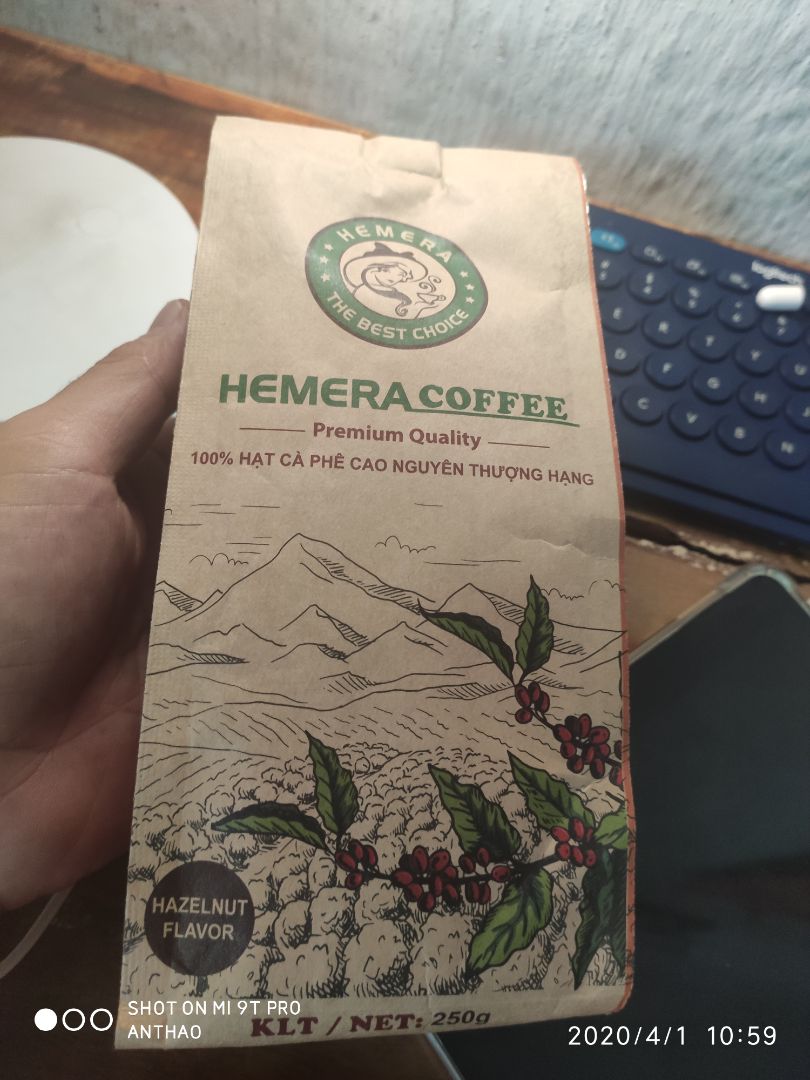 HEMERA
THE BEST CHOICE
HEMERA COFFEE
Premium Quality
100% HẠT CÀ PHÊ CAO NGUYÊN THƯỢNG HẠNG
HAZELNUT
FLAVOR
KLT / NET: 250g
logitech
E R T Y U
D F G H J
C V B N
SHOT ON MI 9T PRO
ANTHAO
2020/4/1 10:59